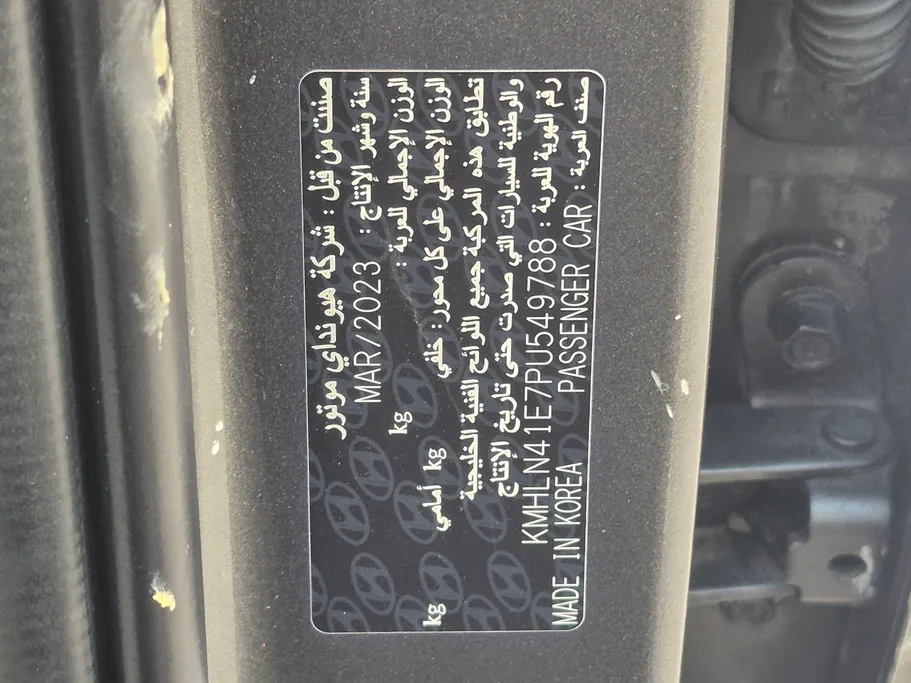 صنعت من قبل : شركة هيونداي موتور
سنة و شهر الإنتاج : MAR/2023
الوزن الإجمالي للعربة : kg
الوزن الإجمالي على كل محور : خلفي kg أمامي kg
تطابق هذه المركبة جميع اللوائح الفنية الخليجية
والوطنية للسيارات التي صدرت حتى تاريخ الإنتاج
رقم الهوية للعربة : KMHLN41E7PU549788
صنف العربة : PASSENGER CAR MADE IN KOREA